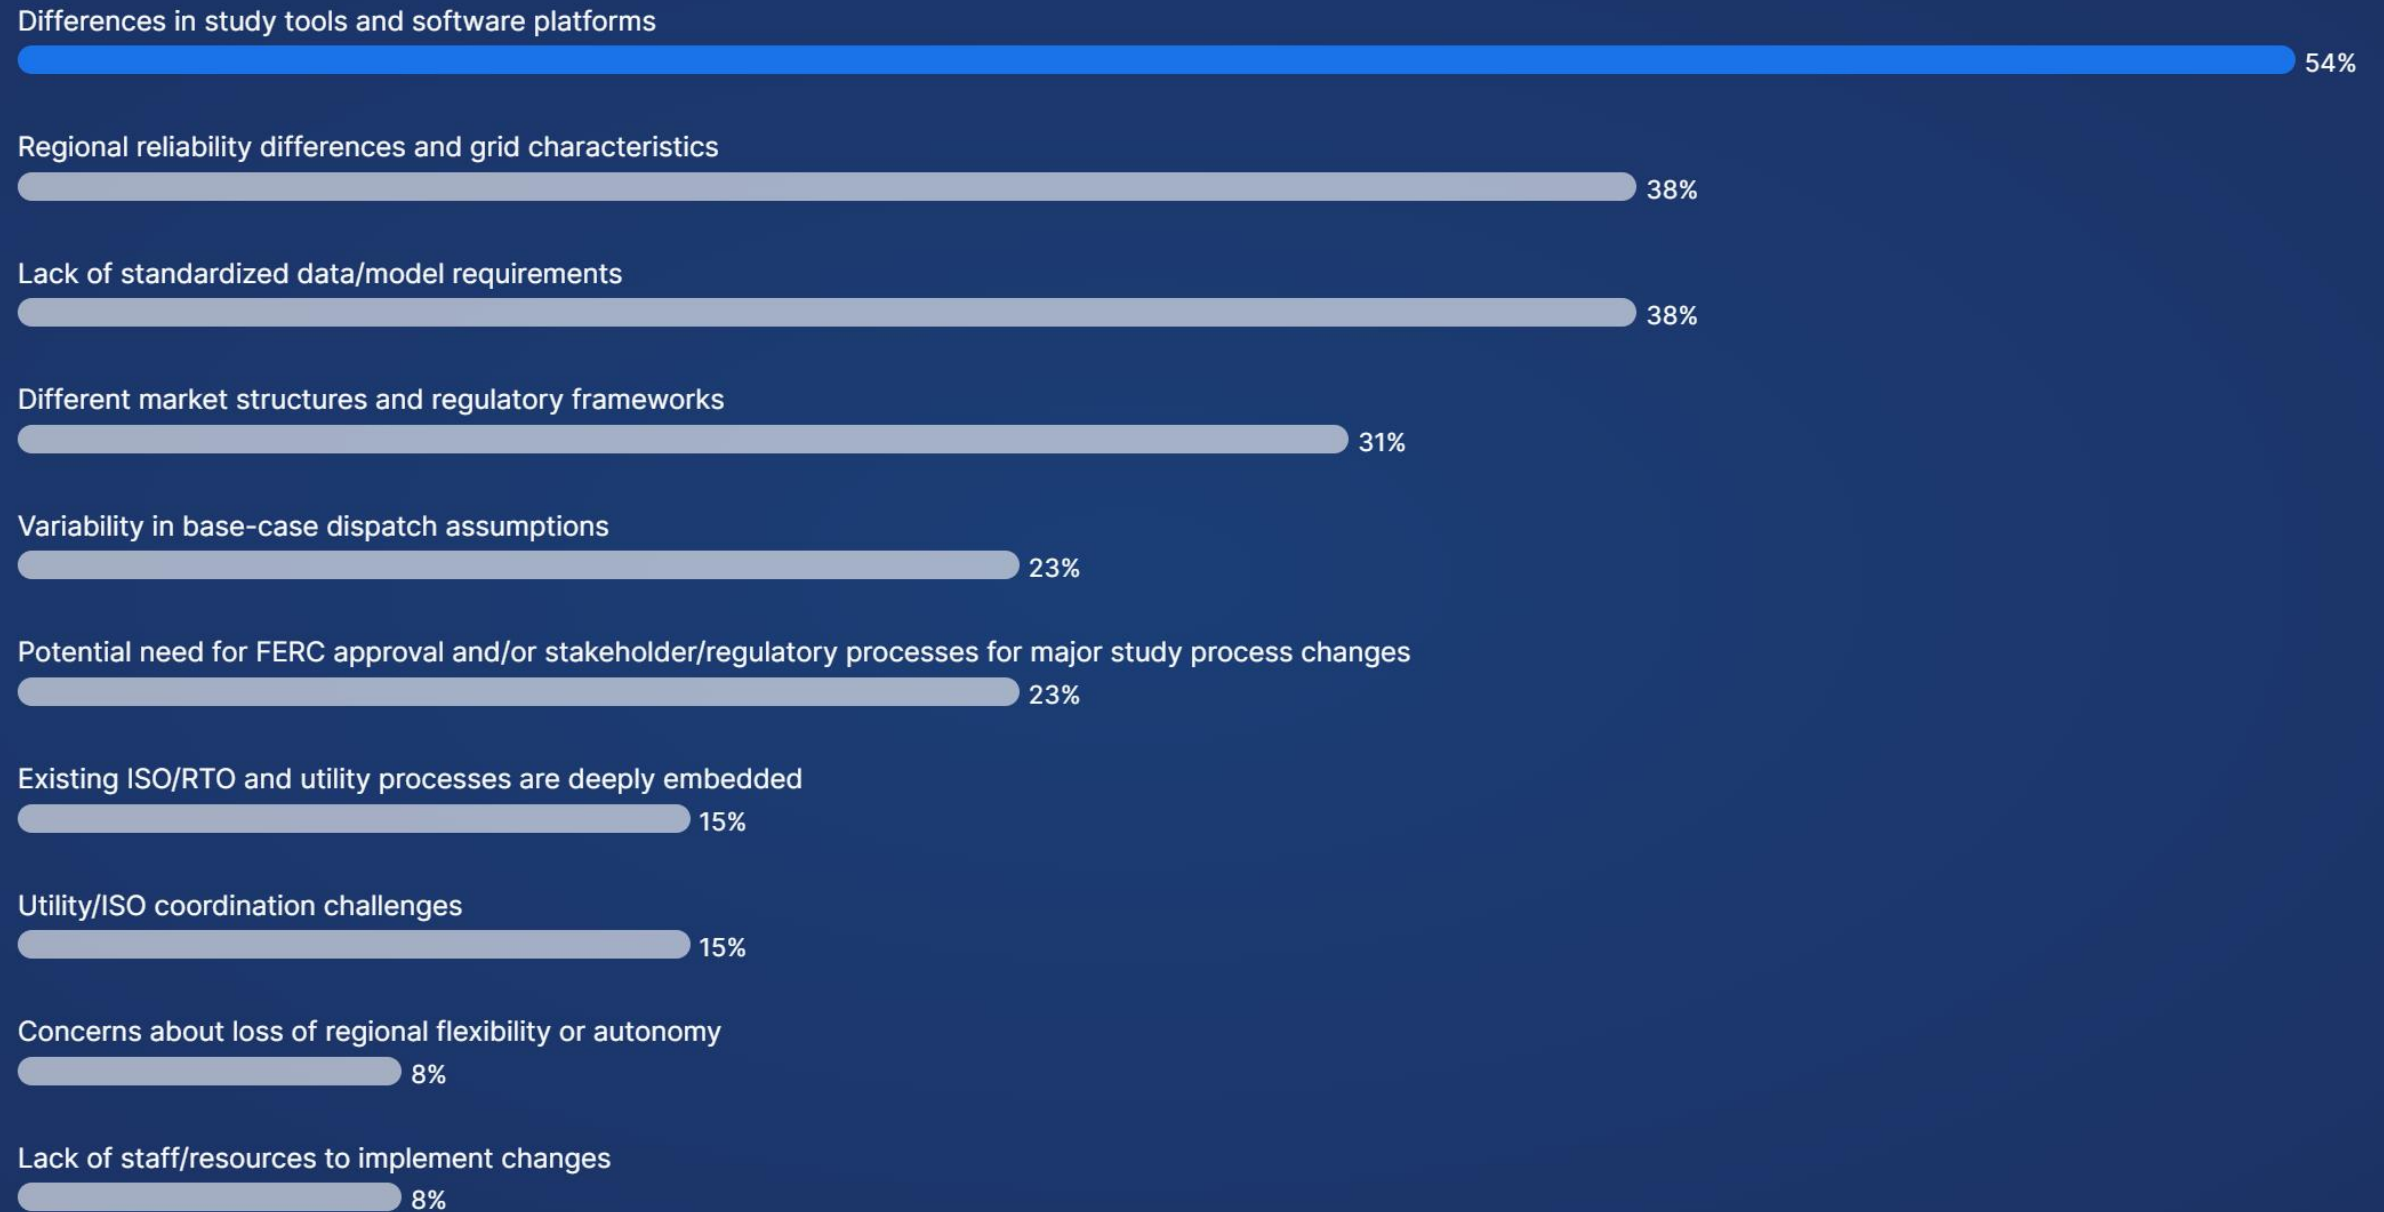 Differences in study tools and software platforms
54%
Regional reliability differences and grid characteristics
38%
Lack of standardized data/model requirements
38%
Different market structures and regulatory frameworks
31%
Variability in base-case dispatch assumptions
23%
Potential need for FERC approval and/or stakeholder/regulatory processes for major study process changes
23%
Existing ISO/RTO and utility processes are deeply embedded
15%
Utility/ISO coordination challenges
15%
Concerns about loss of regional flexibility or autonomy
8%
Lack of staff/resources to implement changes
8%